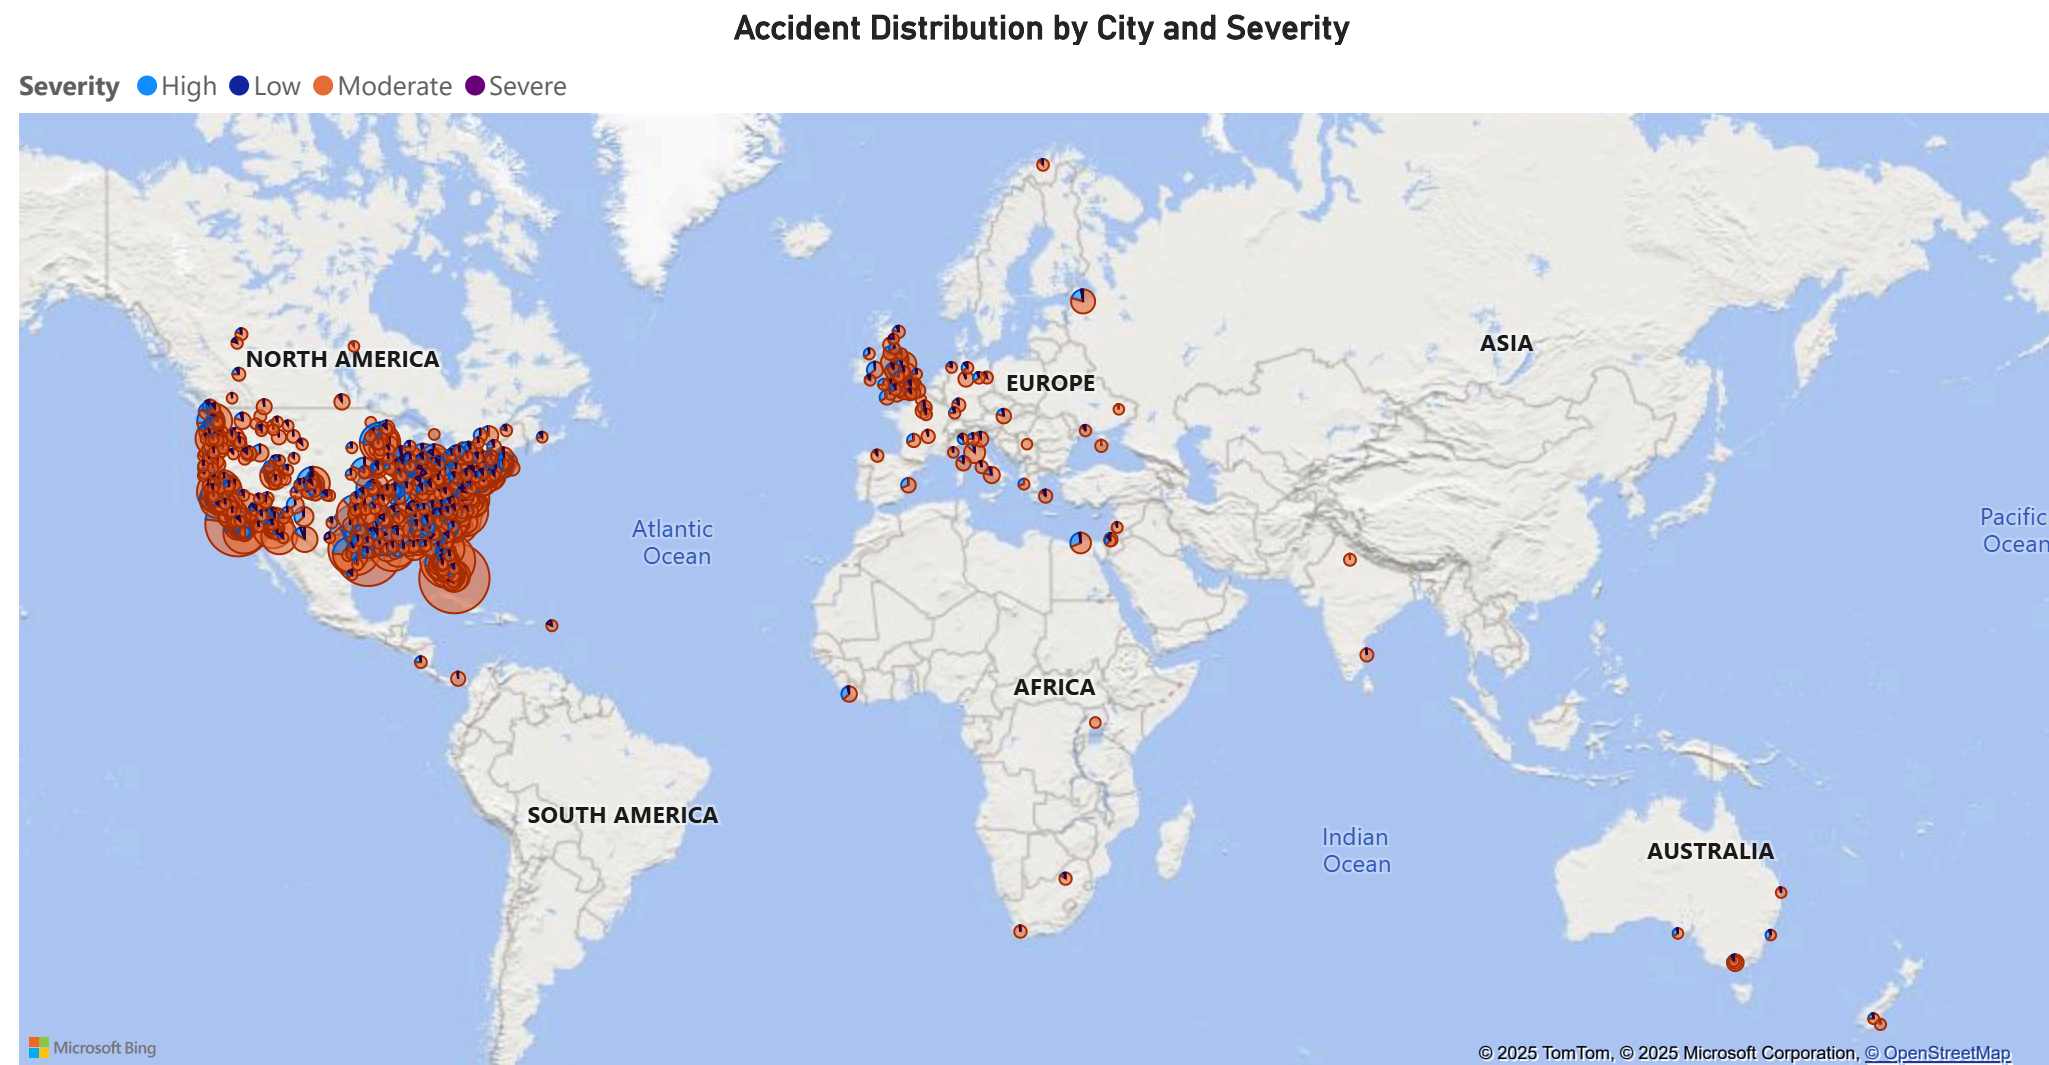 Accident Distribution by City and Severity
Severity High Low Moderate Severe
NORTH AMERICA
ASIA
EUROPE
Atlantic
Ocean
Pacific
Ocean
AFRICA
SOUTH AMERICA
Indian
Ocean
AUSTRALIA
Microsoft Bing
© 2025 TomTom, © 2025 Microsoft Corporation, © OpenStreetMap